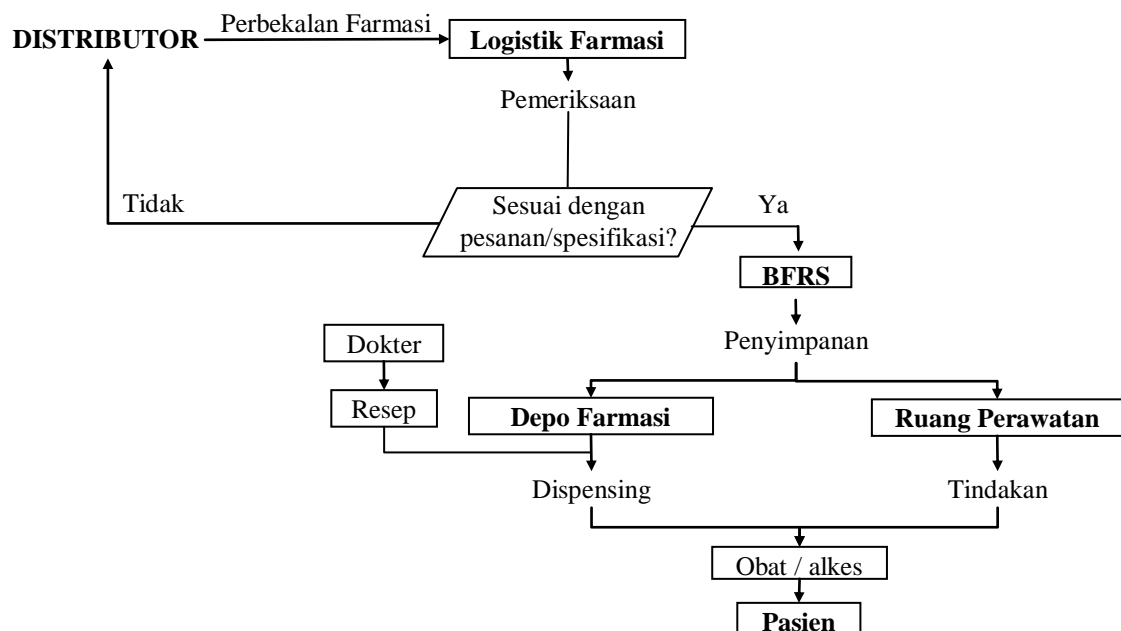 Perbekalan Farmasi
DISTRIBUTOR
Logistik Farmasi
Pemeriksaan
Tidak
Sesuai dengan
pesanan/spesifikasi?
Ya
BFRS
Penyimpanan
Dokter
Resep
Depo Farmasi
Ruang Perawatan
Dispensing
Tindakan
Obat / alkes
Pasien